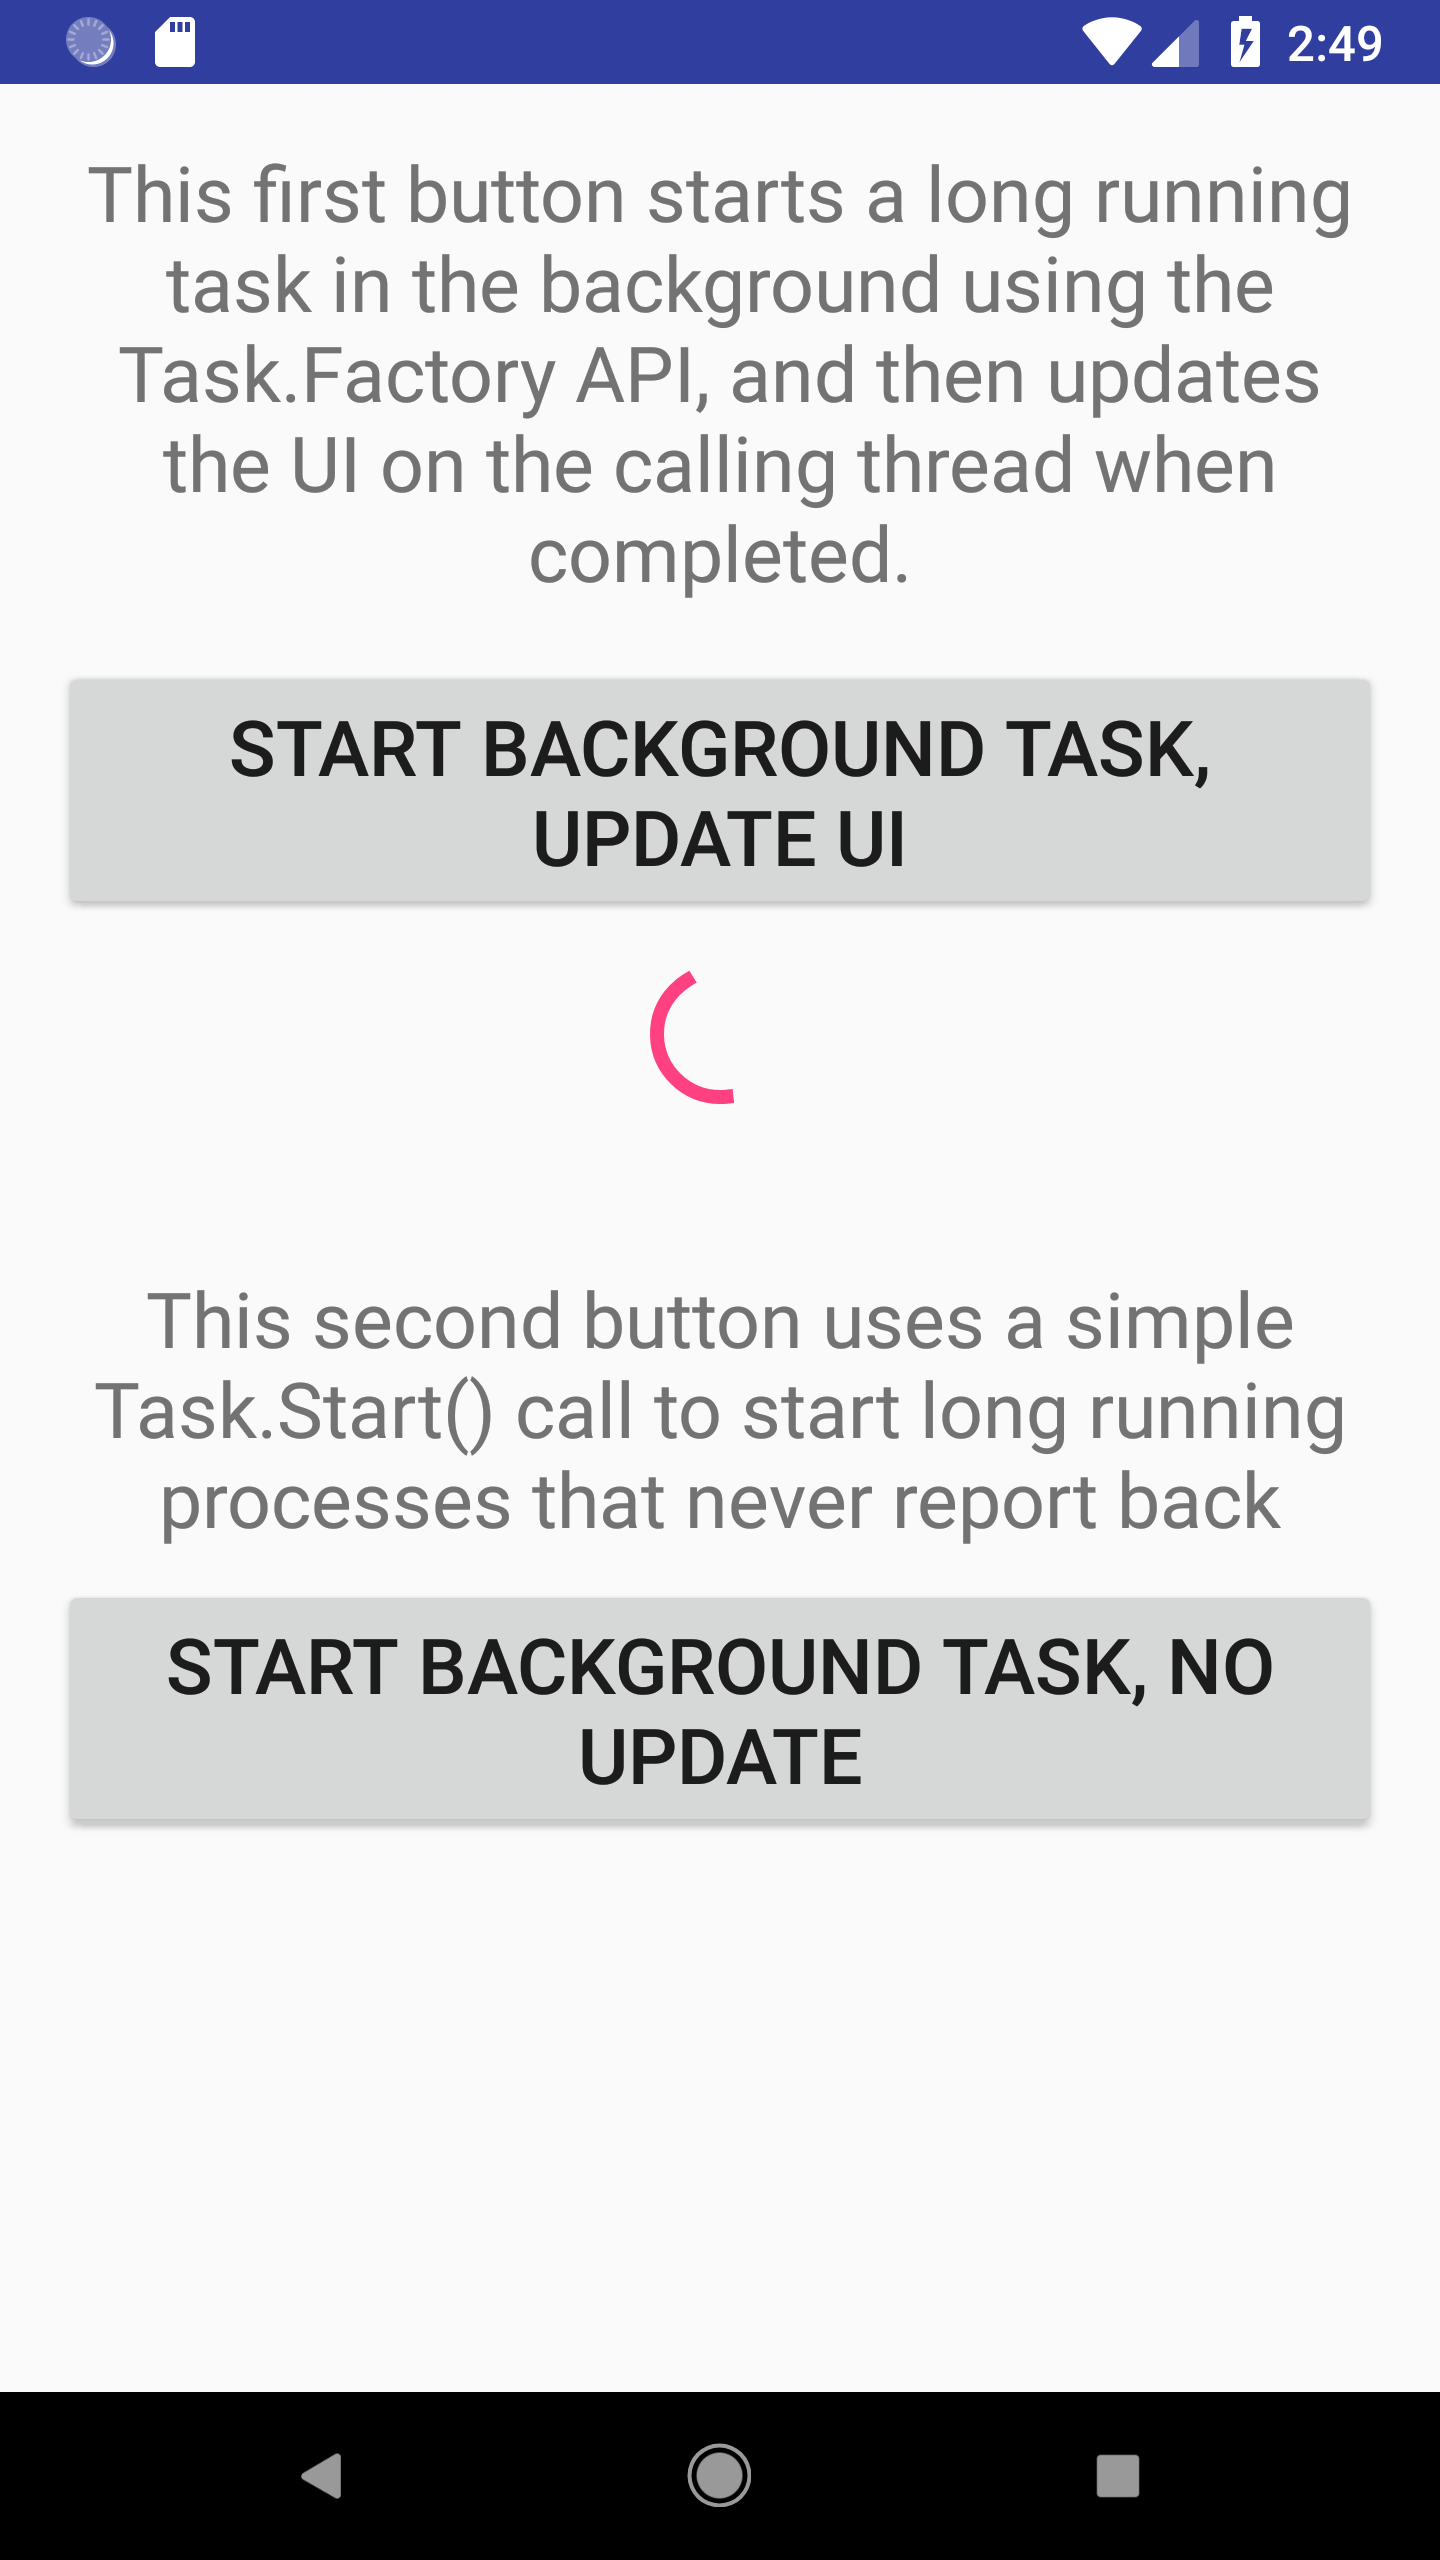 2:49
This first button starts a long running
task in the background using the
Task.Factory API, and then updates
the UI on the calling thread when
completed.
START BACKGROUND TASK,
UPDATE UI
This second button uses a simple
Task.Start() call to start long running
processes that never report back
START BACKGROUND TASK, NO
UPDATE